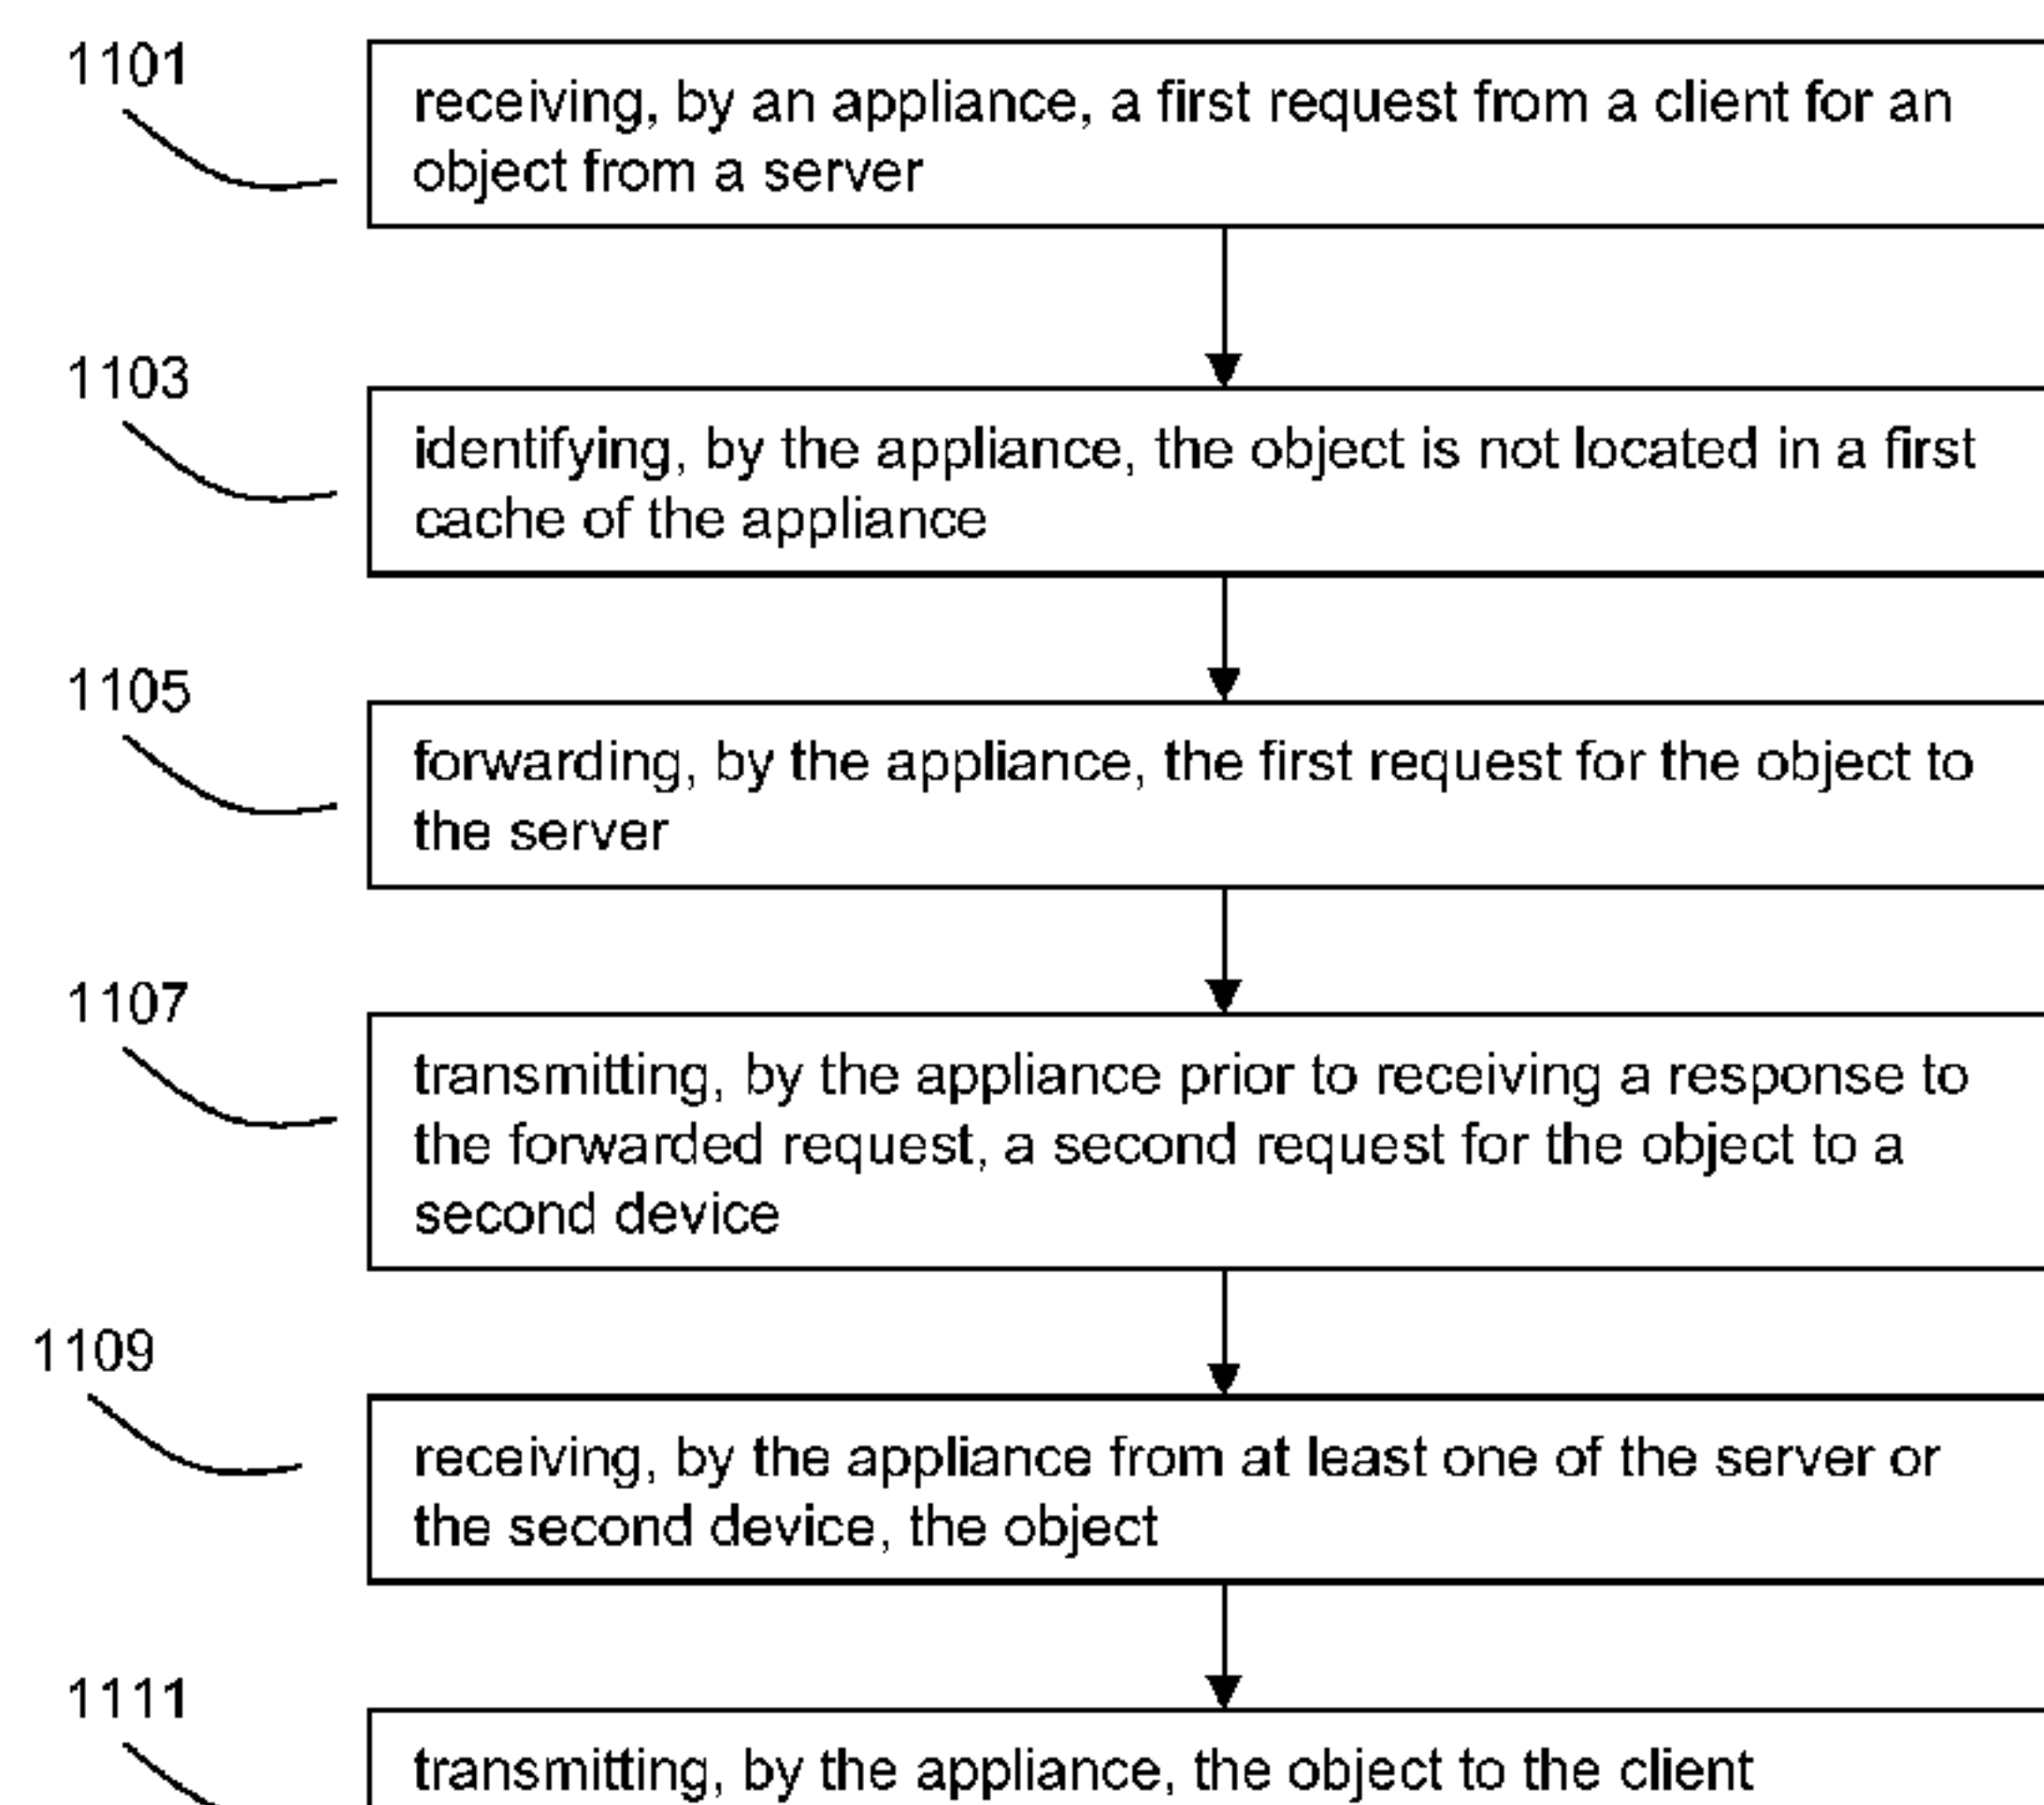 1101
receiving, by an appliance, a first request from a client for an
object from a server
1103
identifying, by the appliance, the object is not located in a first
cache of the appliance
1105
forwarding, by the appliance, the first request for the object to
the server
1107
transmitting, by the appliance prior to receiving a response to
the forwarded request, a second request for the object to a
second device
1109
receiving, by the appliance from at least one of the server or
the second device, the object
1111
transmitting, by the appliance, the object to the client